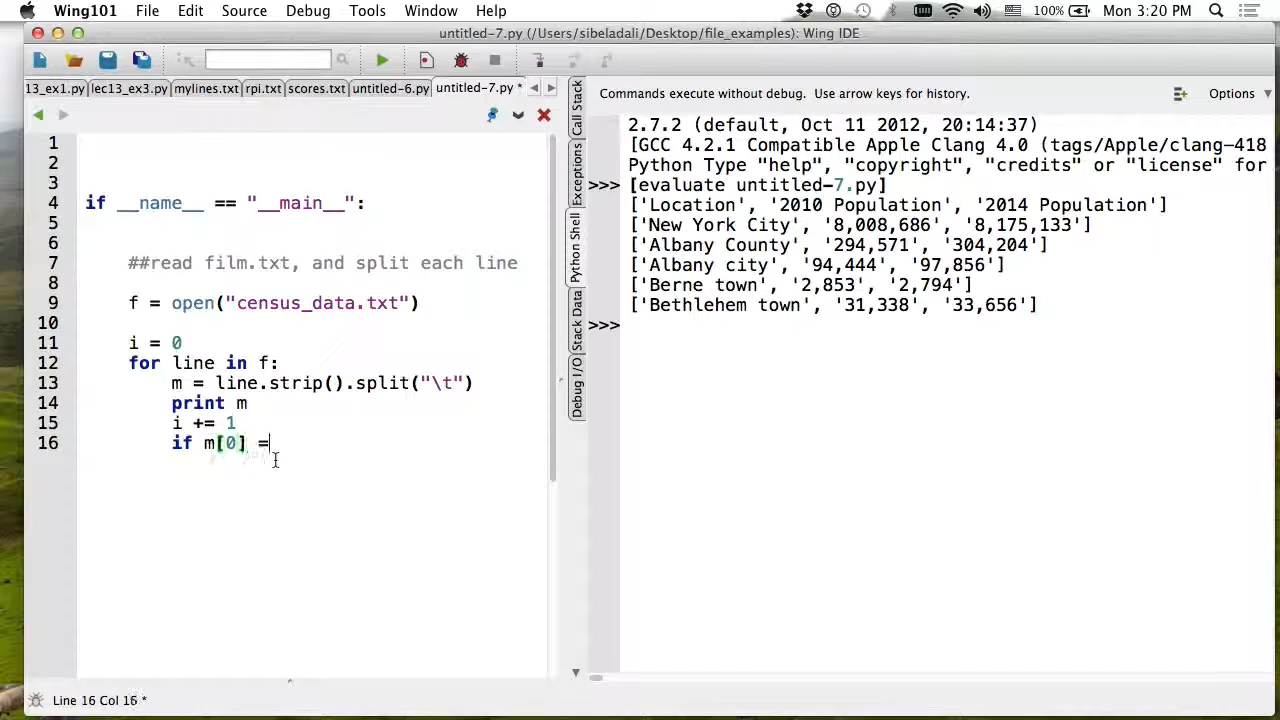 Wing101 File Edit Source Debug Tools Window Help 100% Mon 3:20 PM
untitled-7.py (/Users/sibeladali/Desktop/file_examples): Wing IDE
13_ex1.py lec13_ex3.py mylines.txt rpi.txt scores.txt untitled-6.py untitled-7.py *
1
2
3
4 if __name__ == "__main__":
5
6
7 ##read film.txt, and split each line
8
9 f = open("census_data.txt")
10
11 i = 0
12 for line in f:
13 m = line.strip().split("\t")
14 print m
15 i += 1
16 if m[0] =
Line 16 Col 16 *
Call Stack
Exceptions
Python Shell
Stack Data
Debug I/O
Commands execute without debug. Use arrow keys for history. Options
2.7.2 (default, Oct 11 2012, 20:14:37)
[GCC 4.2.1 Compatible Apple Clang 4.0 (tags/Apple/clang-418
Python Type "help", "copyright", "credits" or "license" for
>>> [evaluate untitled-7.py]
['Location', '2010 Population', '2014 Population']
['New York City', '8,008,686', '8,175,133']
['Albany County', '294,571', '304,204']
['Albany city', '94,444', '97,856']
['Berne town', '2,853', '2,794']
['Bethlehem town', '31,338', '33,656']
>>>